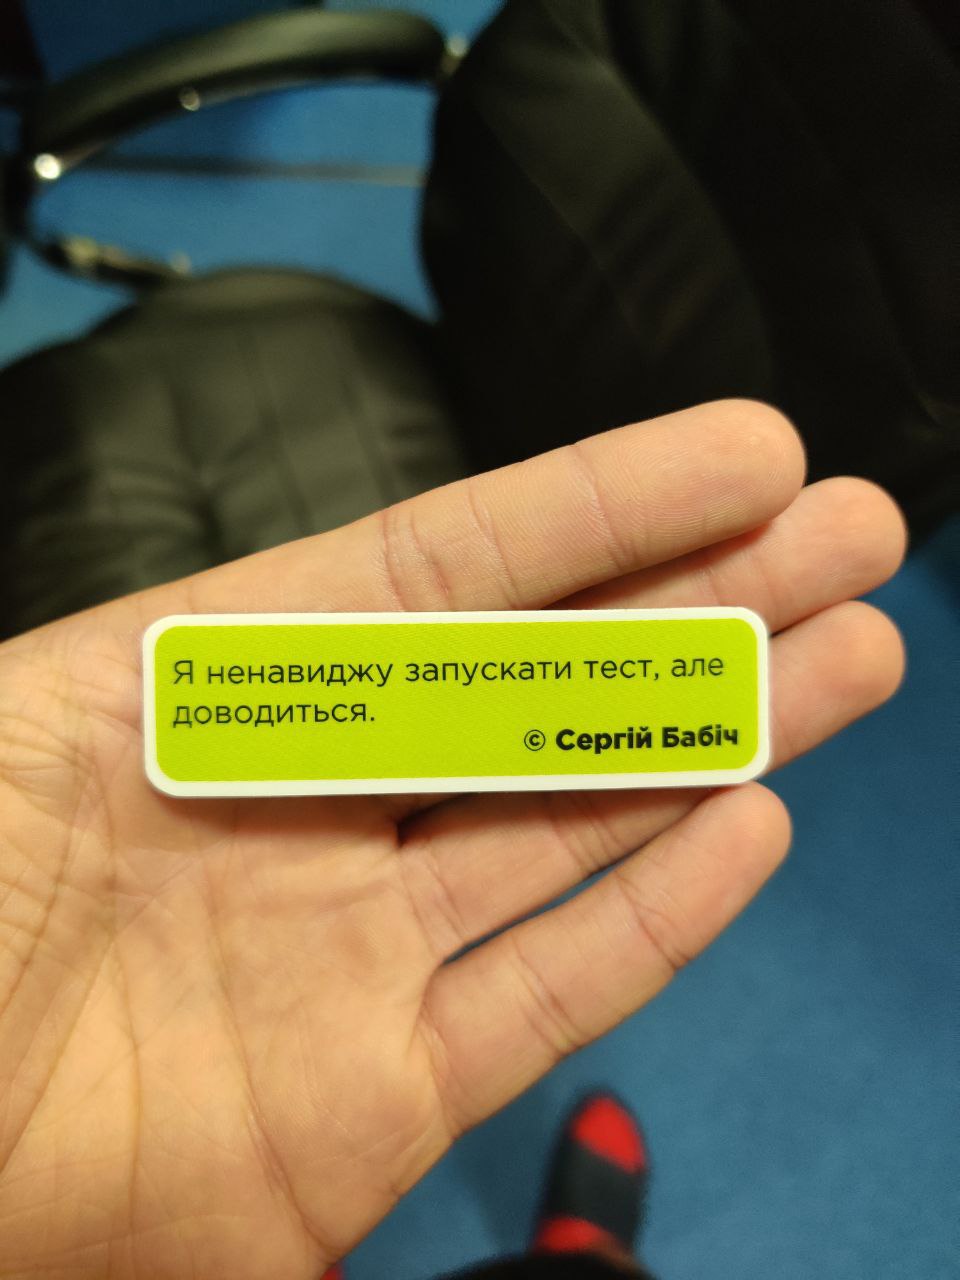 Я ненавиджу запускати тест, але
доводиться.
© Сергій Бабіч